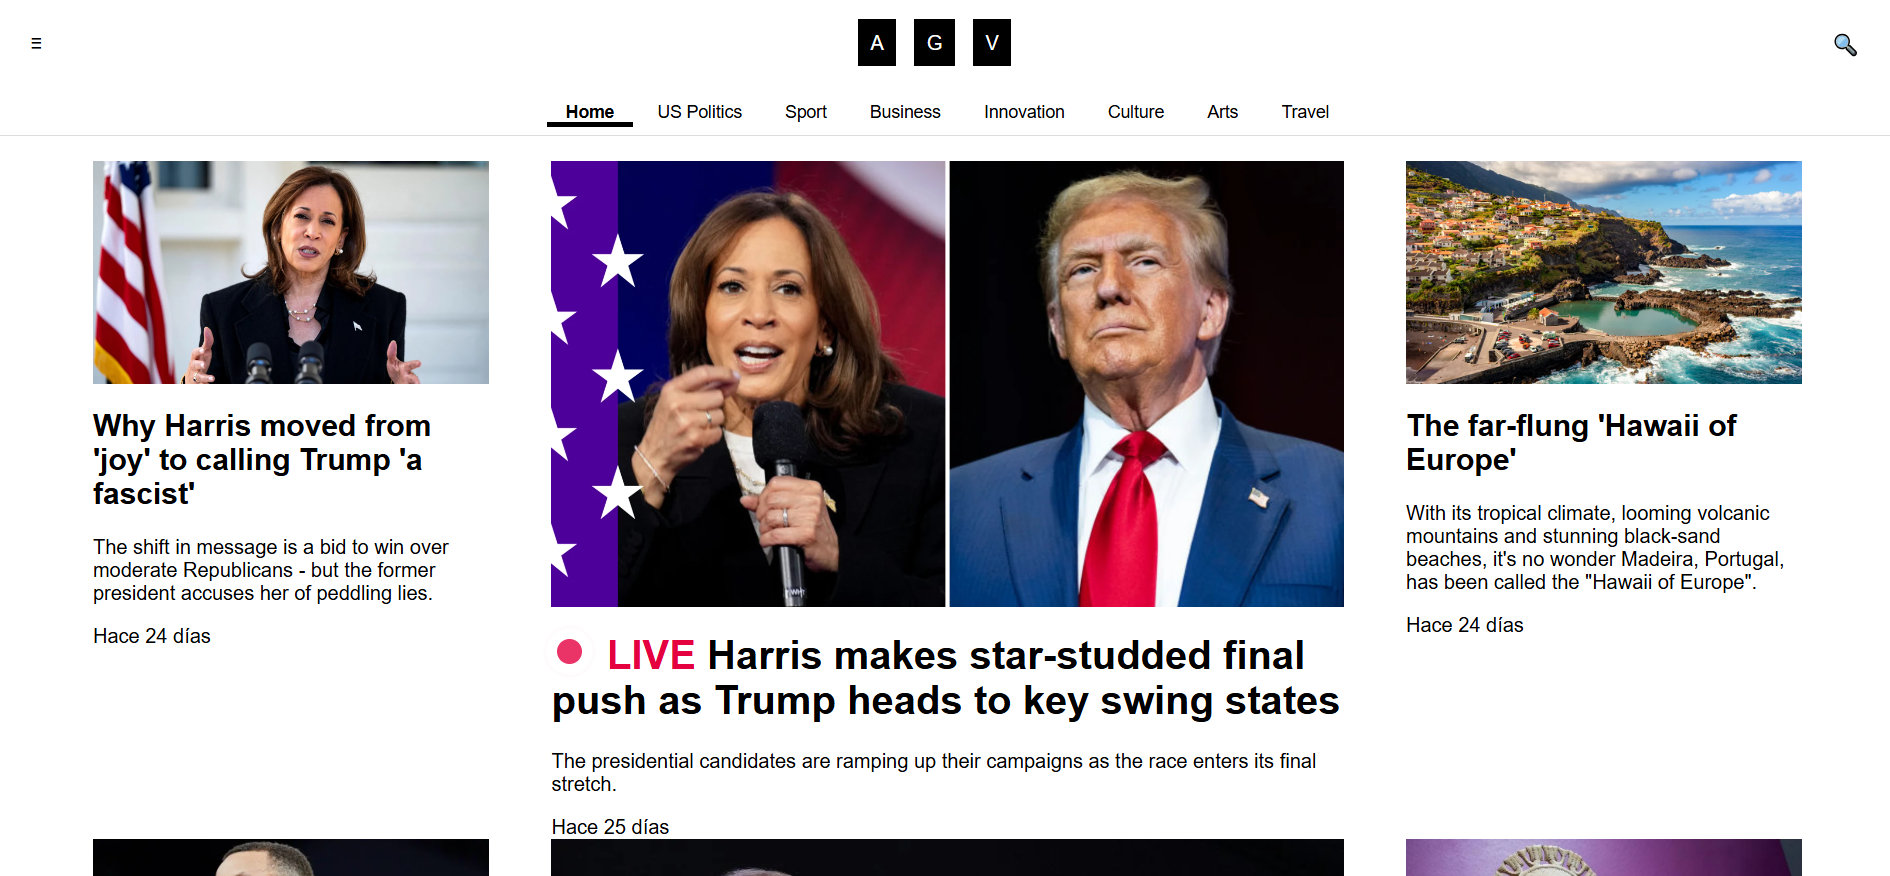 ☰
A G V
Home US Politics Sport Business Innovation Culture Arts Travel
Why Harris moved from
'joy' to calling Trump 'a
fascist'
The shift in message is a bid to win over
moderate Republicans - but the former
president accuses her of peddling lies.
Hace 24 días
LIVE Harris makes star-studded final
push as Trump heads to key swing states
The presidential candidates are ramping up their campaigns as the race enters its final
stretch.
Hace 25 días
The far-flung 'Hawaii of
Europe'
With its tropical climate, looming volcanic
mountains and stunning black-sand
beaches, it's no wonder Madeira, Portugal,
has been called the "Hawaii of Europe".
Hace 24 días